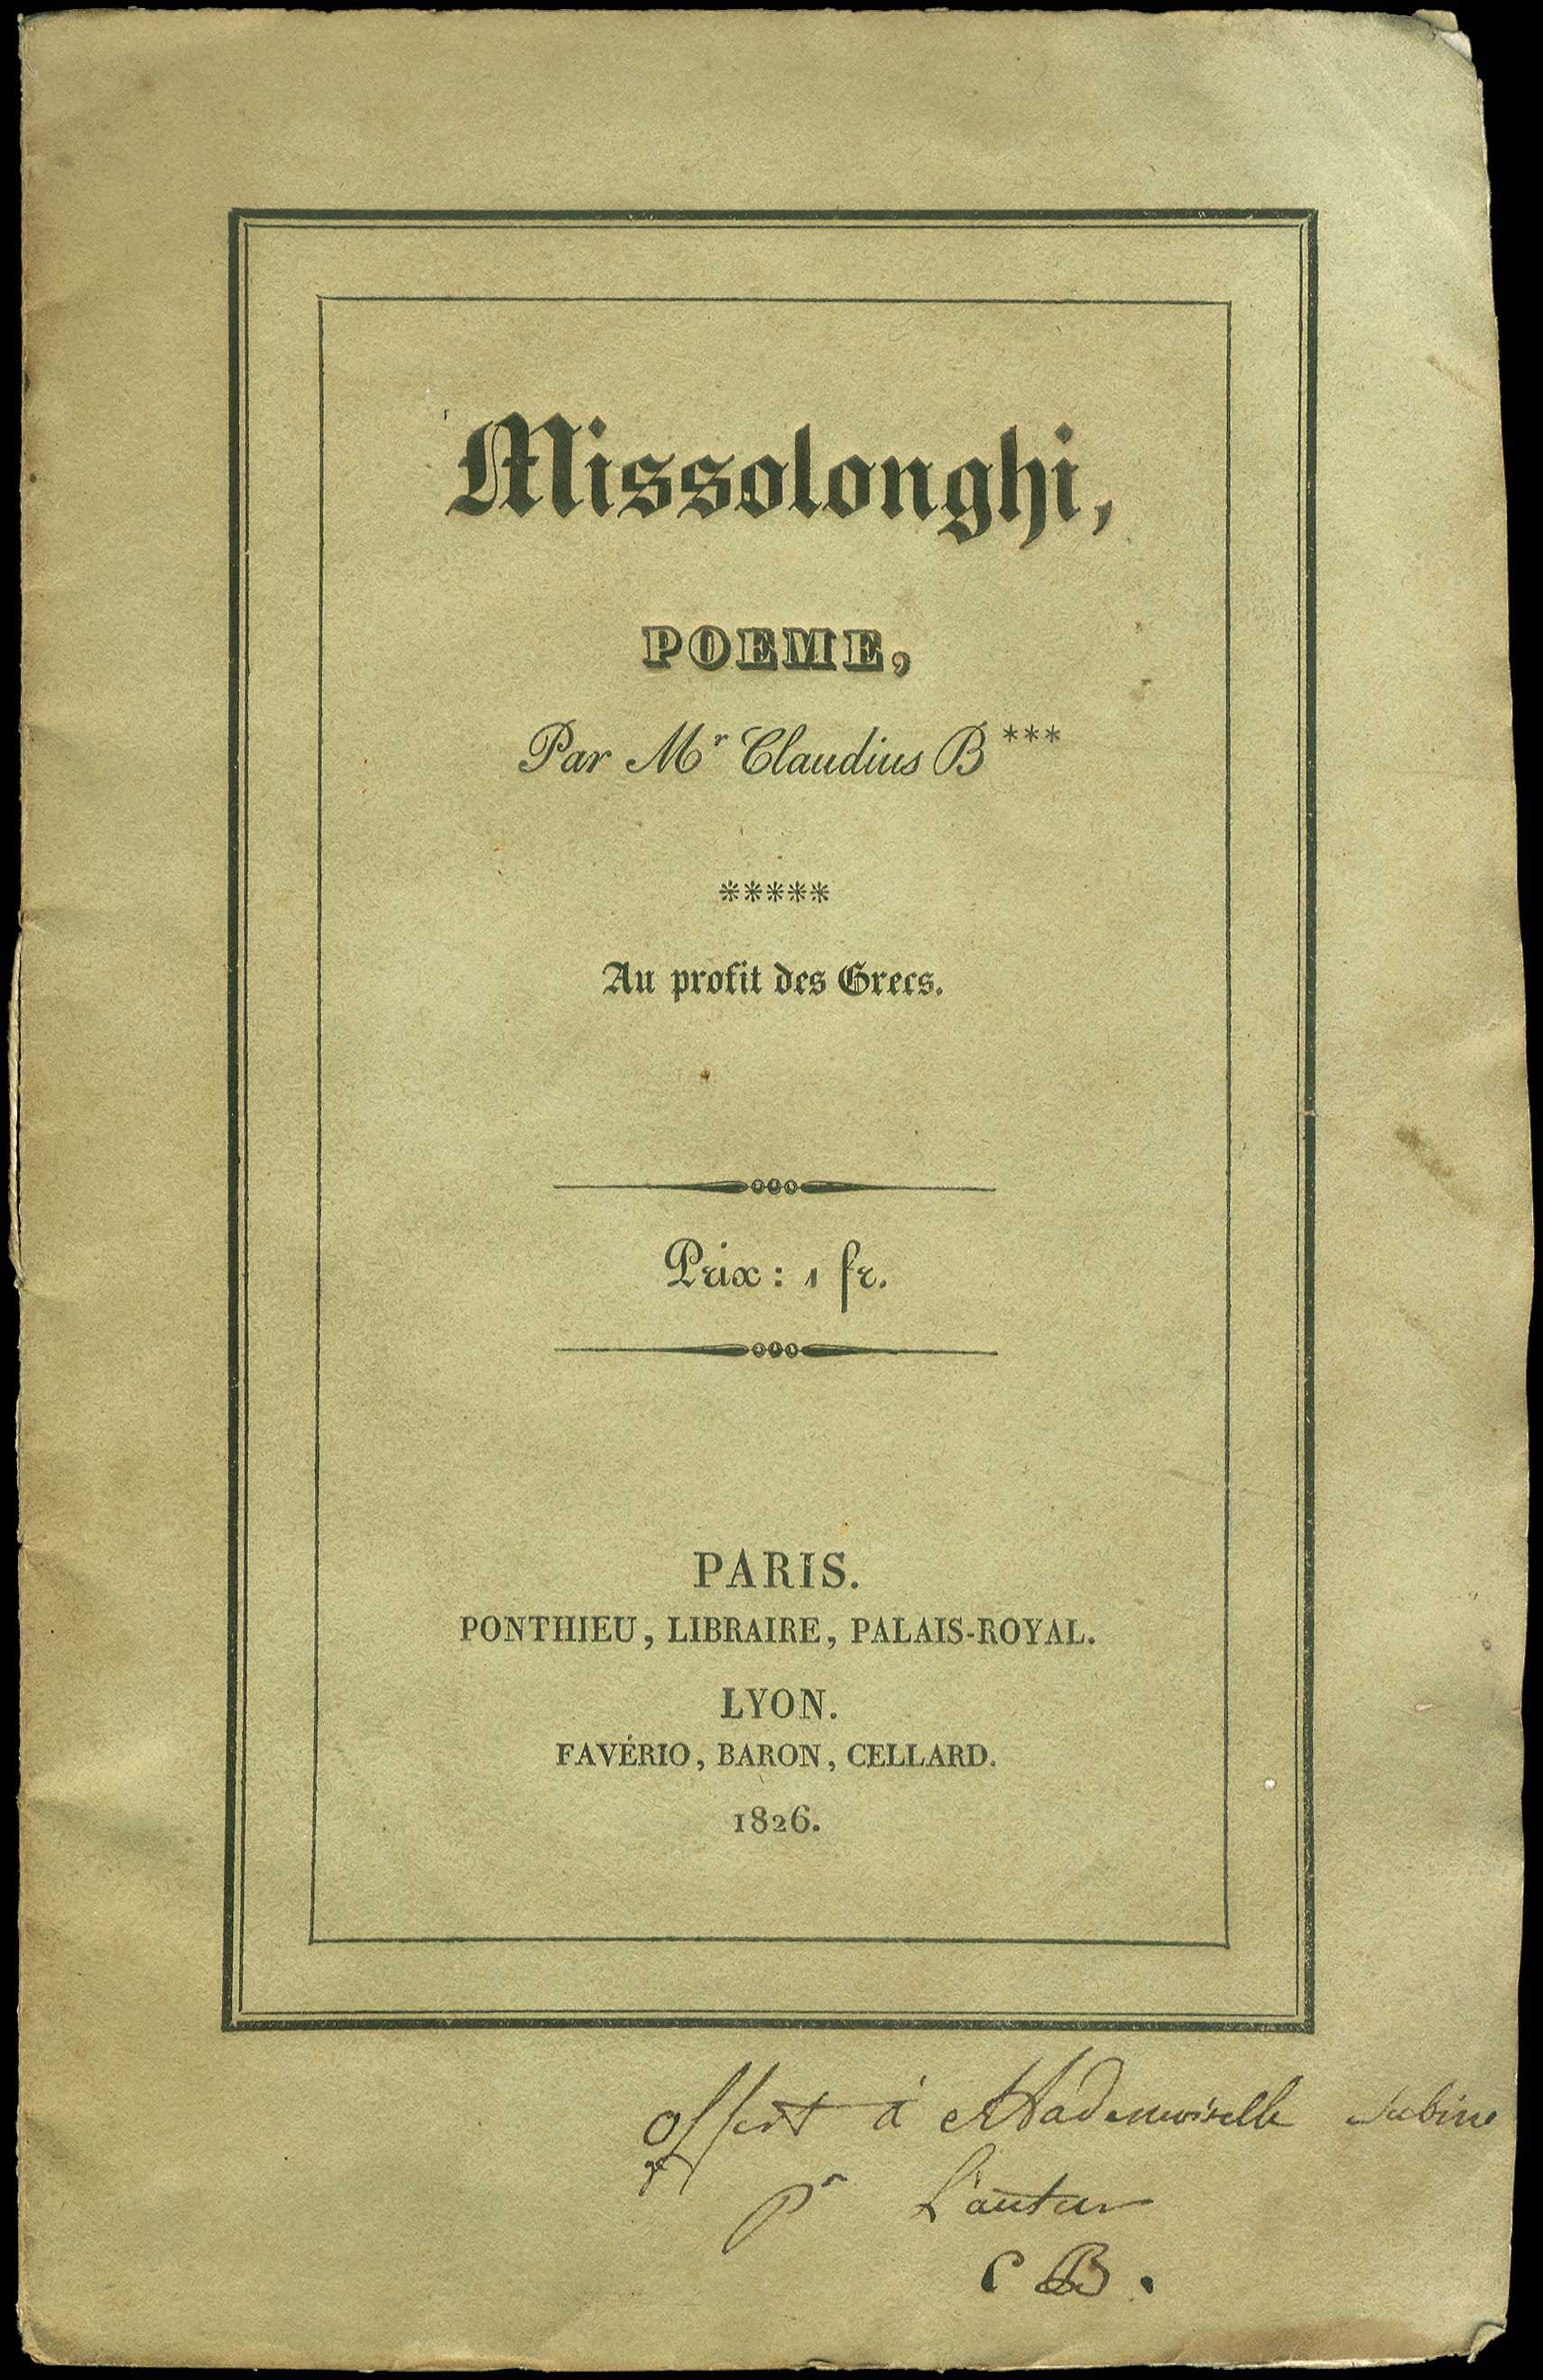 Missolonghi,
POEME,
Par Mr Claudius B***
*****
Au profit des Grecs.
Prix : 1 fr.
PARIS.
PONTHIEU, LIBRAIRE, PALAIS-ROYAL.
LYON.
FAVÉRIO, BARON, CELLARD.
1826.
offert à Mademoiselle
pr L'auteur
C B.